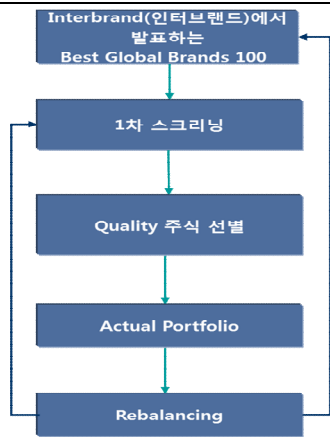 Interbrand(인터브랜드)에서
발표하는
Best Global Brands 100
1차 스크리닝
Quality 주식 선별
Actual Portfolio
Rebalancing